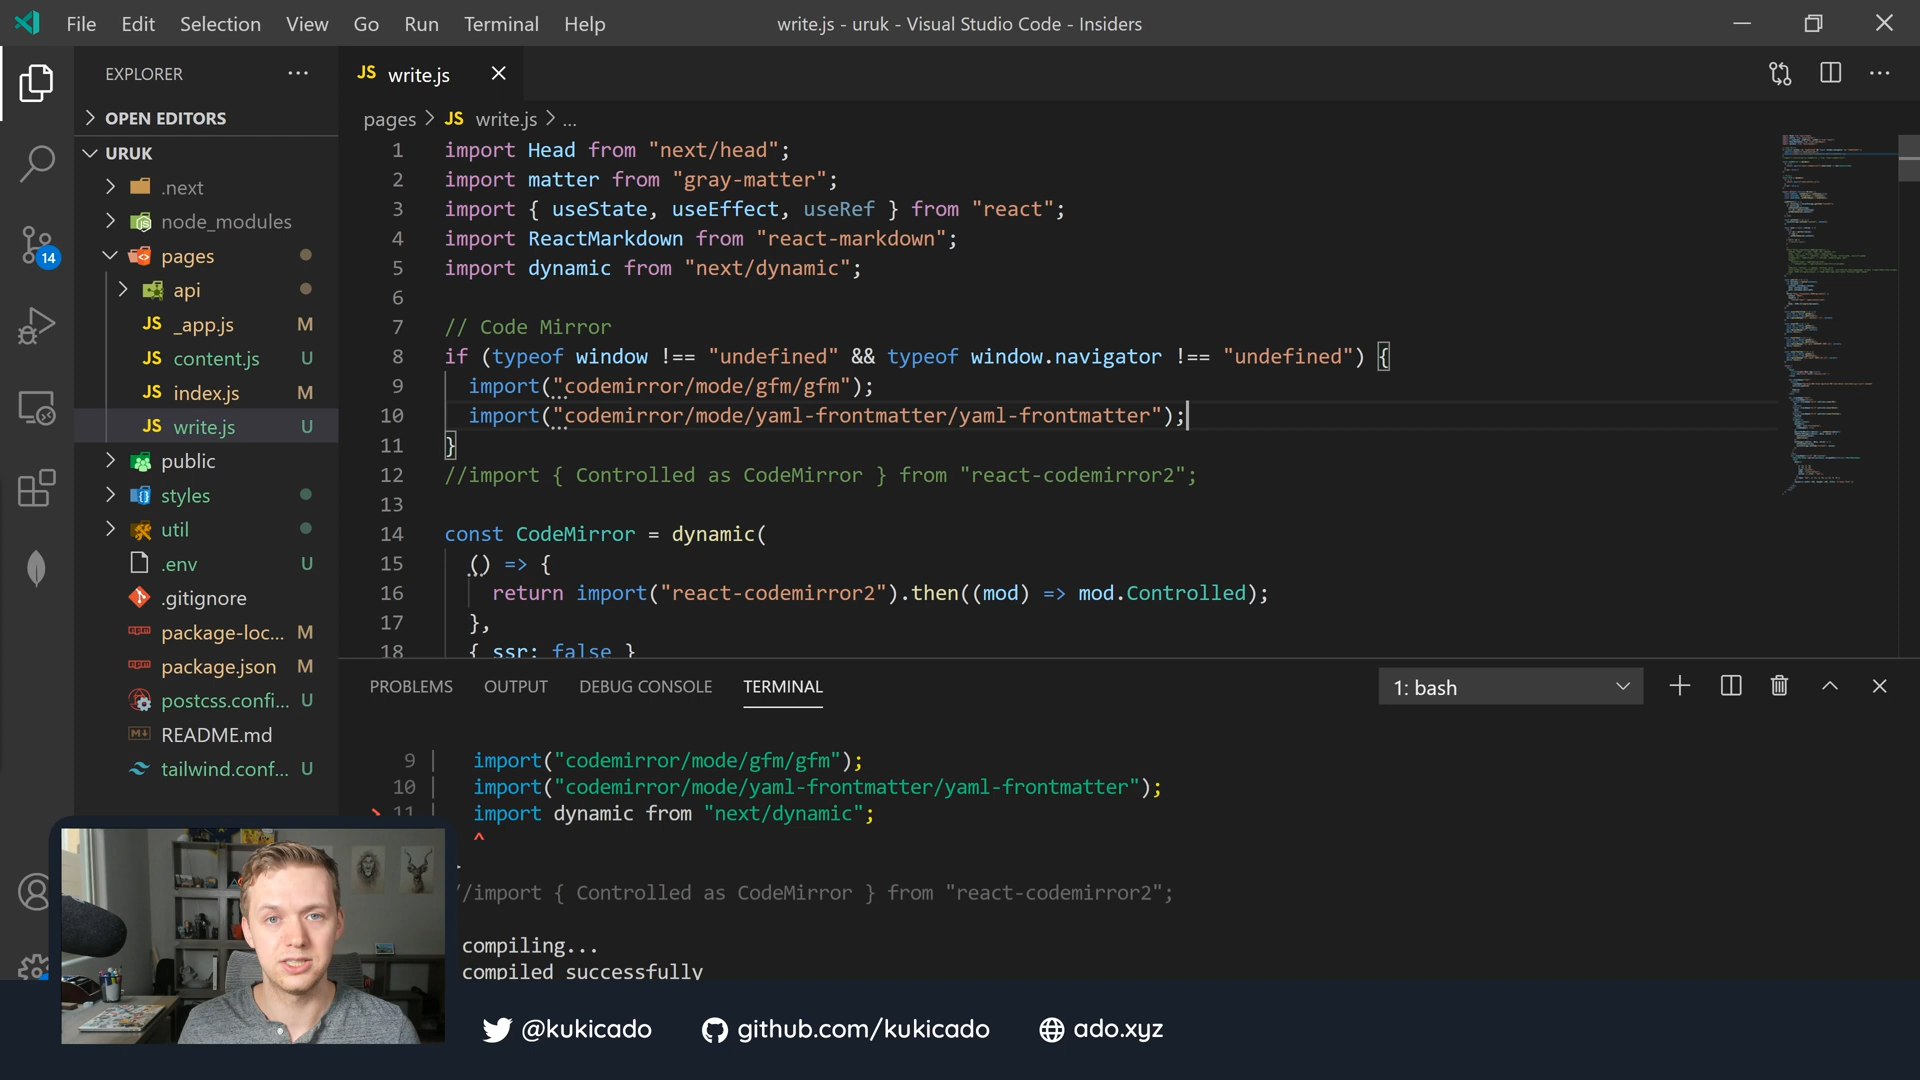 File Edit Selection View Go Run Terminal Help
write.js - uruk - Visual Studio Code - Insiders
EXPLORER
OPEN EDITORS
URUK
.next
node_modules
pages
api
JS _app.js M
JS content.js U
JS index.js M
JS write.js U
public
styles
util
.env U
.gitignore
package-loc... M
package.json M
postcss.confi... U
README.md
tailwind.conf... U
14
JS write.js
pages > JS write.js > ...
1 import Head from "next/head";
2 import matter from "gray-matter";
3 import { useState, useEffect, useRef } from "react";
4 import ReactMarkdown from "react-markdown";
5 import dynamic from "next/dynamic";
6
7 // Code Mirror
8 if (typeof window !== "undefined" && typeof window.navigator !== "undefined") {
9 import("codemirror/mode/gfm/gfm");
10 import("codemirror/mode/yaml-frontmatter/yaml-frontmatter");
11 }
12 //import { Controlled as CodeMirror } from "react-codemirror2";
13
14 const CodeMirror = dynamic(
15 () => {
16 return import("react-codemirror2").then((mod) => mod.Controlled);
17 },
18 { ssr: false }
PROBLEMS OUTPUT DEBUG CONSOLE TERMINAL
1: bash
9 | import("codemirror/mode/gfm/gfm");
10 | import("codemirror/mode/yaml-frontmatter/yaml-frontmatter");
> 11 | import dynamic from "next/dynamic";
^
//import { Controlled as CodeMirror } from "react-codemirror2";
compiling...
compiled successfully
@kukicado
github.com/kukicado
ado.xyz